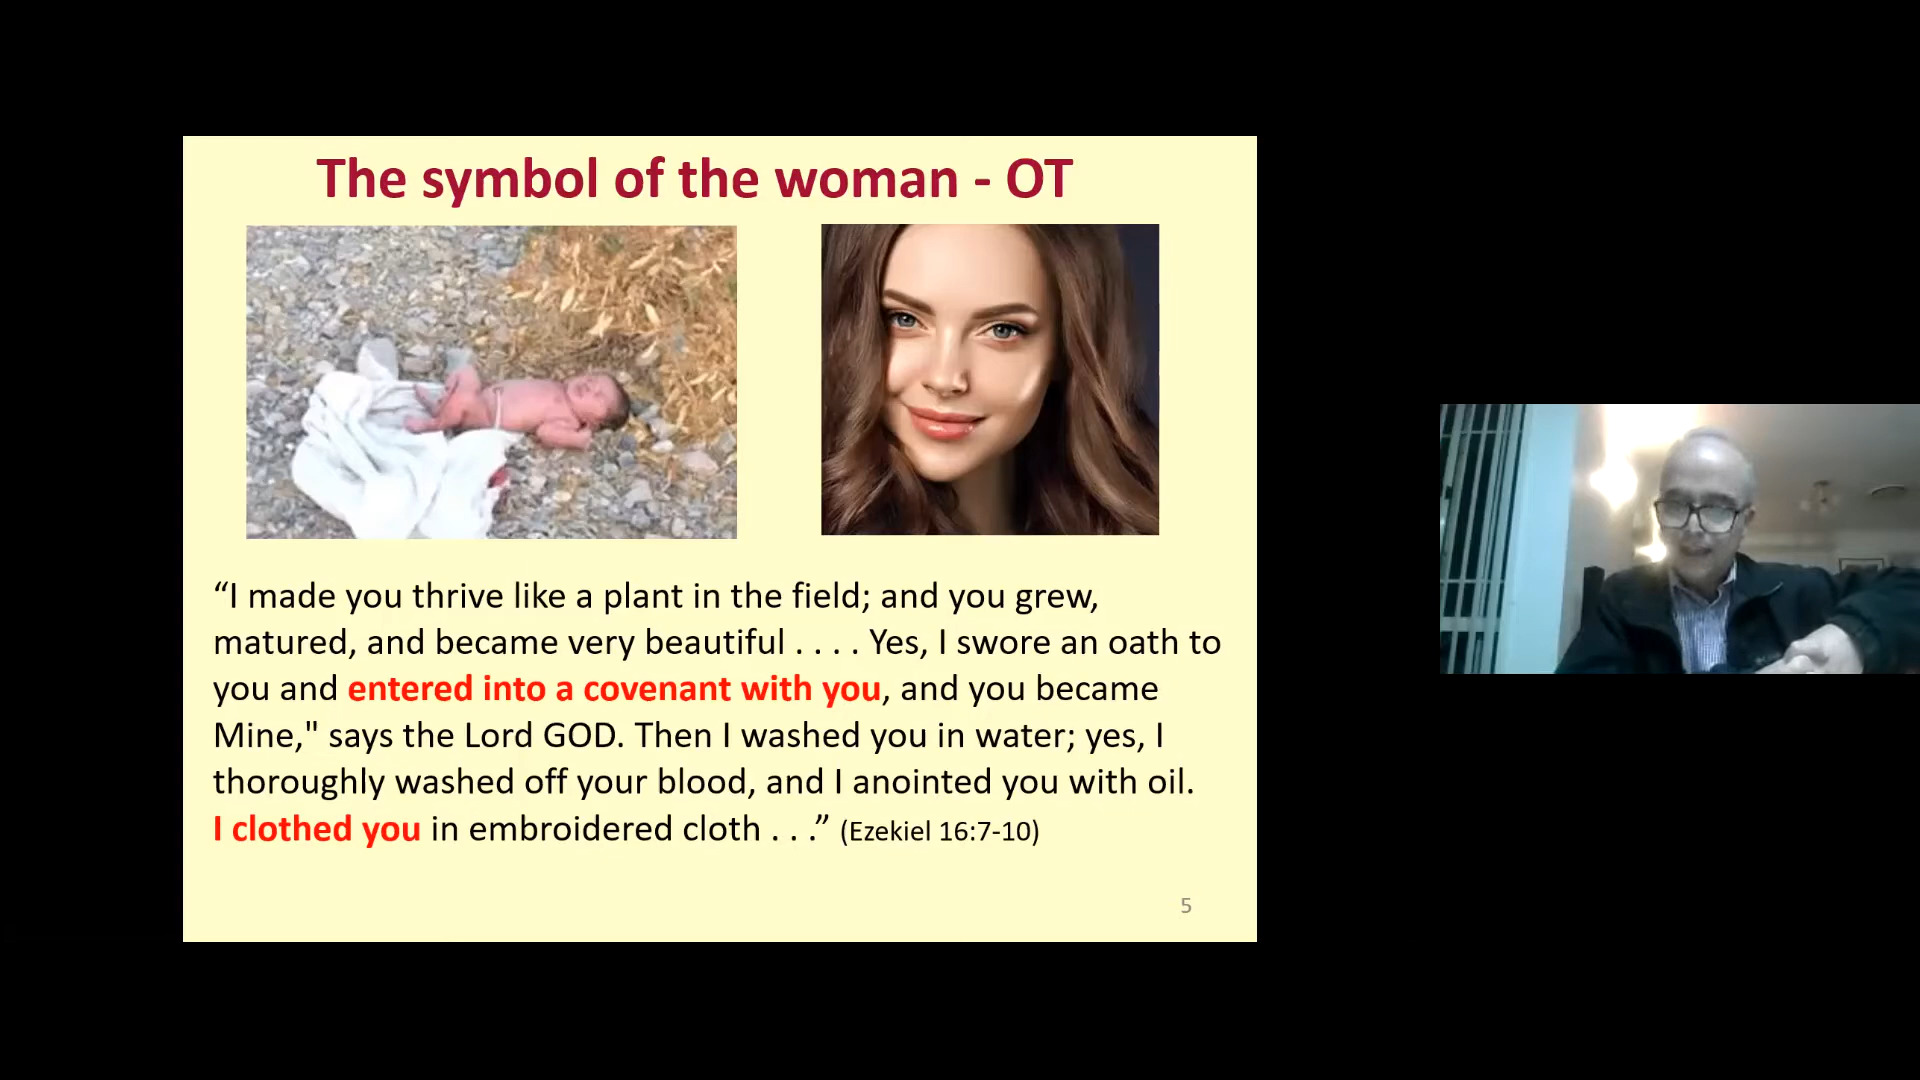 The symbol of the woman - OT
“I made you thrive like a plant in the field; and you grew,
matured, and became very beautiful . . . . Yes, I swore an oath to
you and entered into a covenant with you, and you became
Mine," says the Lord GOD. Then I washed you in water; yes, I
thoroughly washed off your blood, and I anointed you with oil.
I clothed you in embroidered cloth . . .” (Ezekiel 16:7-10)
5